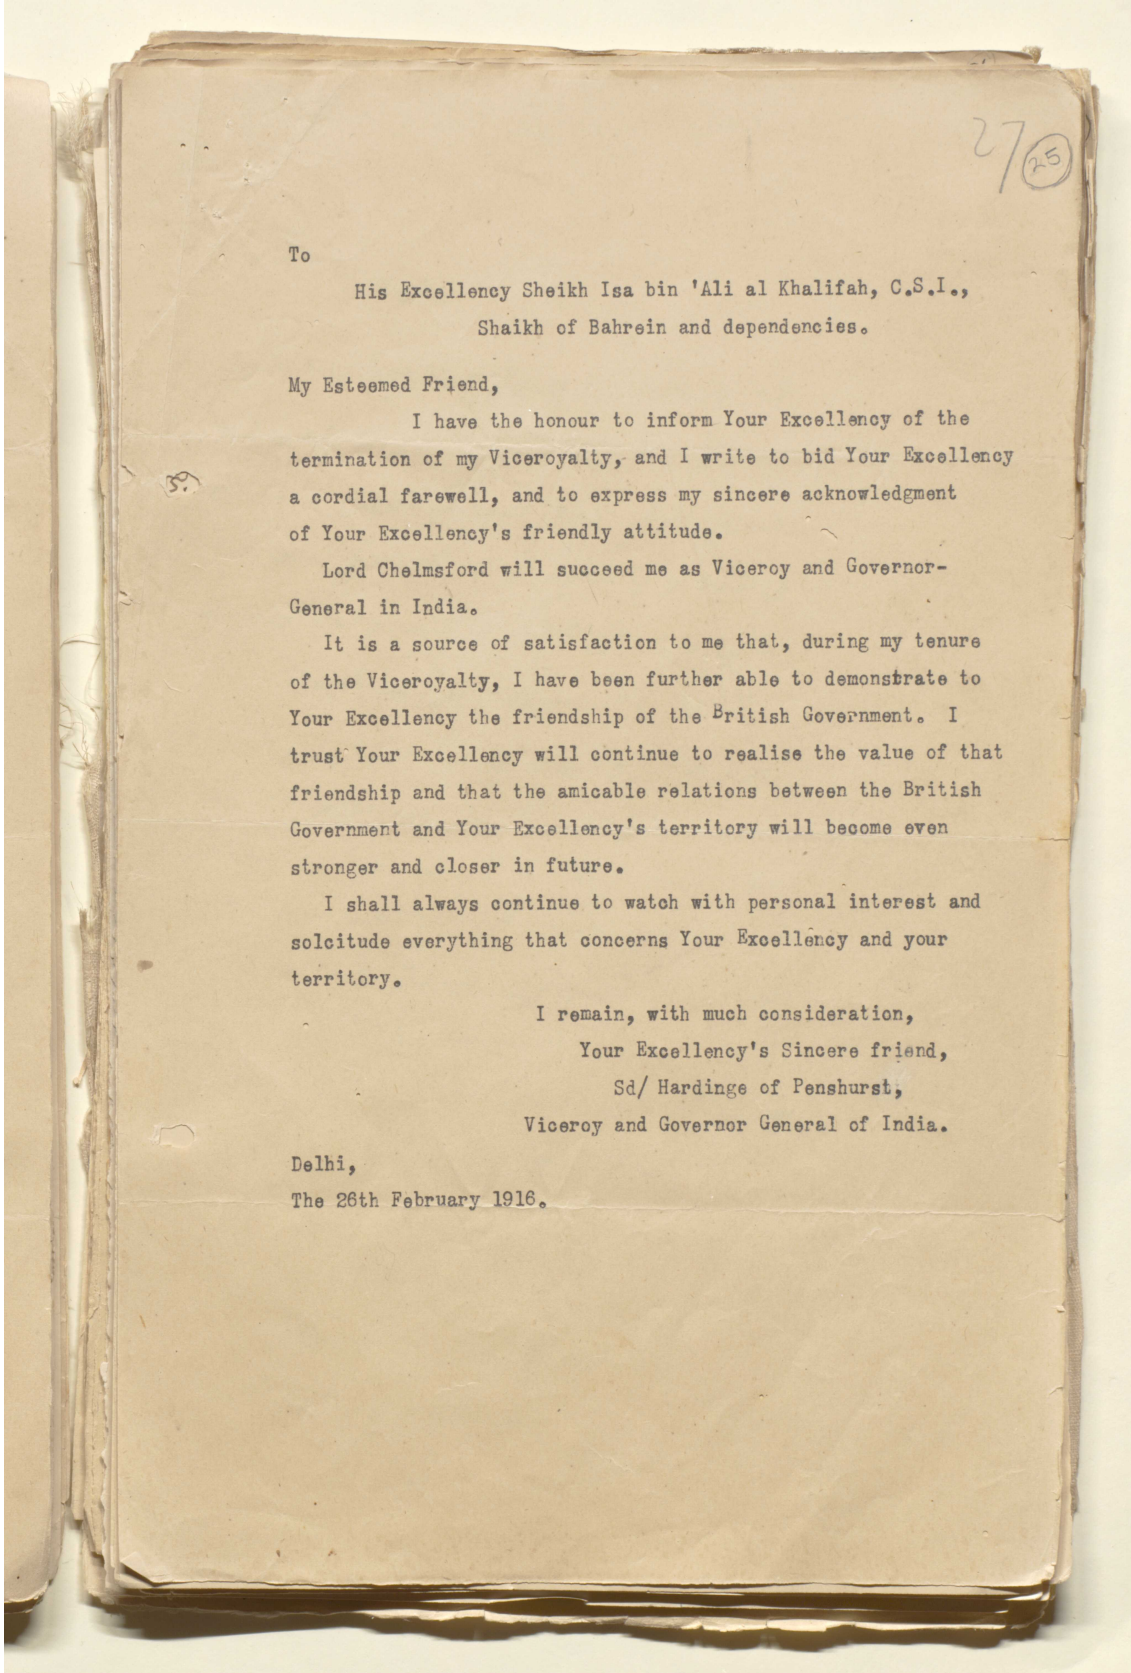 27
25
To
His Excellency Sheikh Isa bin 'Ali al Khalifah, C.S.I.,
Shaikh of Bahrein and dependencies.
My Esteemed Friend,
I have the honour to inform Your Excellency of the
termination of my Viceroyalty, and I write to bid Your Excellency
a cordial farewell, and to express my sincere acknowledgment
of Your Excellency's friendly attitude.
Lord Chelmsford will succeed me as Viceroy and Governor-
General in India.
It is a source of satisfaction to me that, during my tenure
of the Viceroyalty, I have been further able to demonstrate to
Your Excellency the friendship of the British Government. I
trust Your Excellency will continue to realise the value of that
friendship and that the amicable relations between the British
Government and Your Excellency's territory will become even
stronger and closer in future.
I shall always continue to watch with personal interest and
solcitude everything that concerns Your Excellency and your
territory.
I remain, with much consideration,
Your Excellency's Sincere friend,
Sd/ Hardinge of Penshurst,
Viceroy and Governor General of India.
Delhi,
The 26th February 1916.